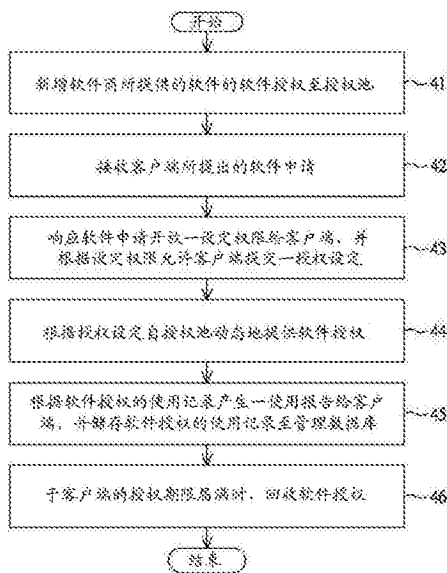 开始
新增软件商所提供的软件的软件授权至授权池
41
接收客户端所提出的软件申请
42
响应软件申请开放一设定权限给客户端，并
根据设定权限允许客户端提交一授权设定
43
根据授权设定自授权池动态地提供软件授权
44
根据软件授权的使用记录产生一使用报告给客户
端，并储存软件授权的使用记录至管理数据库
45
于客户端的授权期限届满时，回收软件授权
46
结束